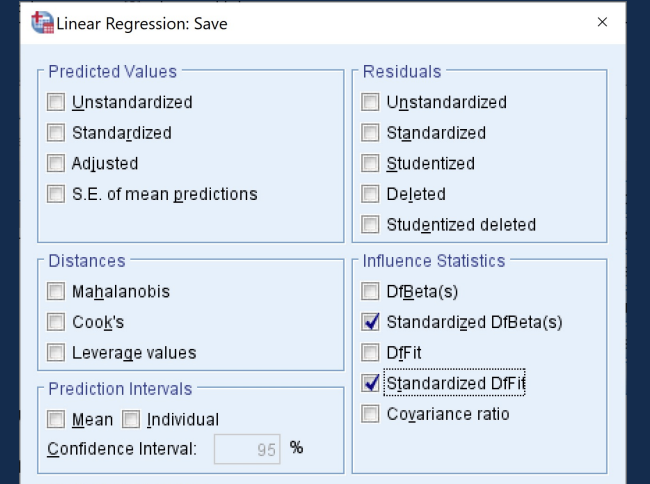 Linear Regression: Save
Predicted Values
Unstandardized
Standardized
Adjusted
S.E. of mean predictions
Residuals
Unstandardized
Standardized
Studentized
Deleted
Studentized deleted
Distances
Mahalanobis
Cook's
Leverage values
Influence Statistics
DfBeta(s)
Standardized DfBeta(s)
DfFit
Standardized DfFit
Covariance ratio
Prediction Intervals
Mean Individual
Confidence Interval: 95 %